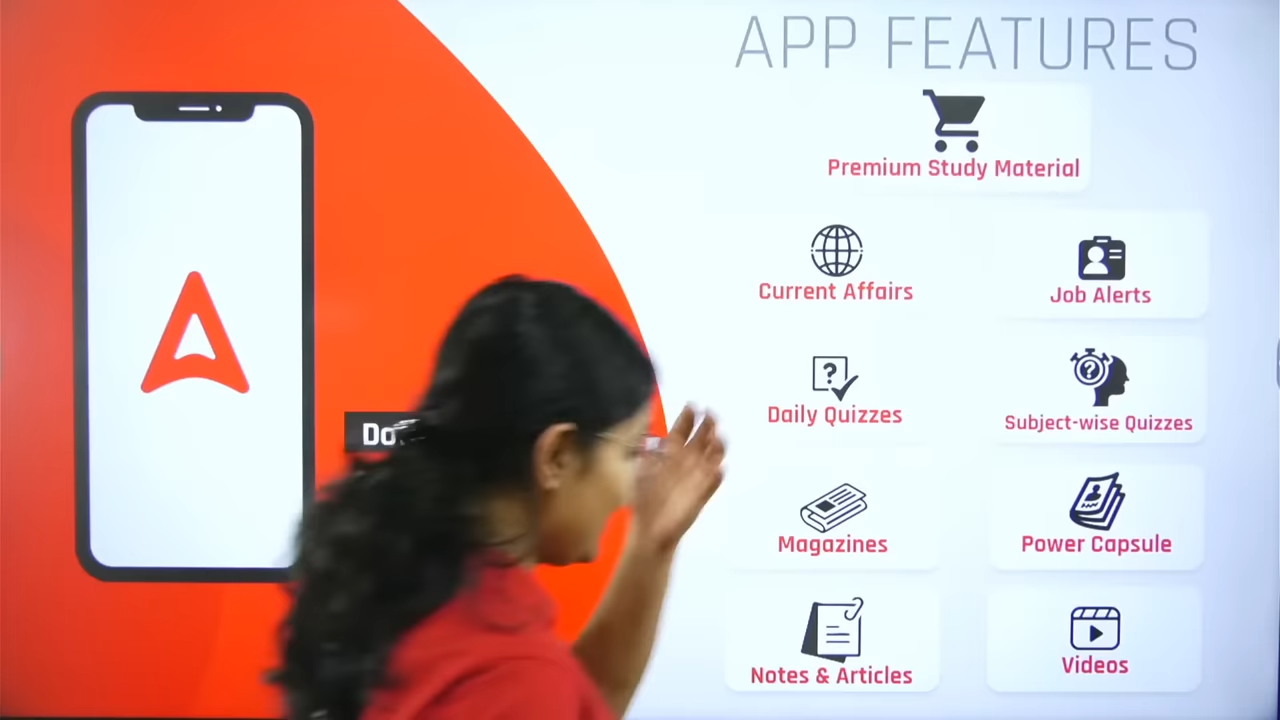 APP FEATURES
Premium Study Material
Current Affairs
Job Alerts
Daily Quizzes
Subject-wise Quizzes
Magazines
Power Capsule
Notes & Articles
Videos